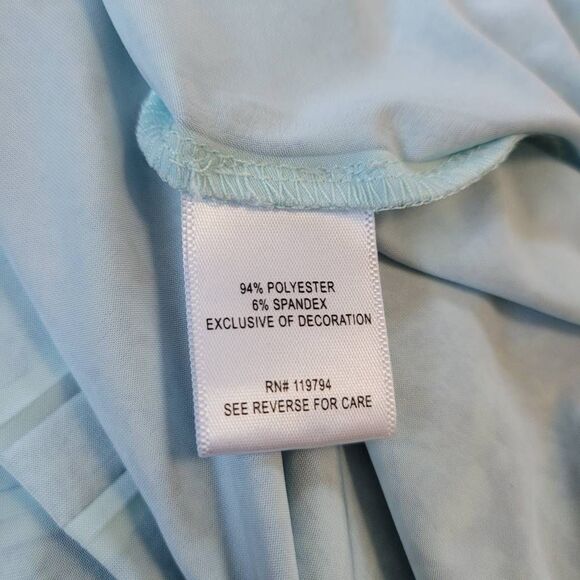 94% POLYESTER
6% SPANDEX
EXCLUSIVE OF DECORATION
RN# 119794
SEE REVERSE FOR CARE